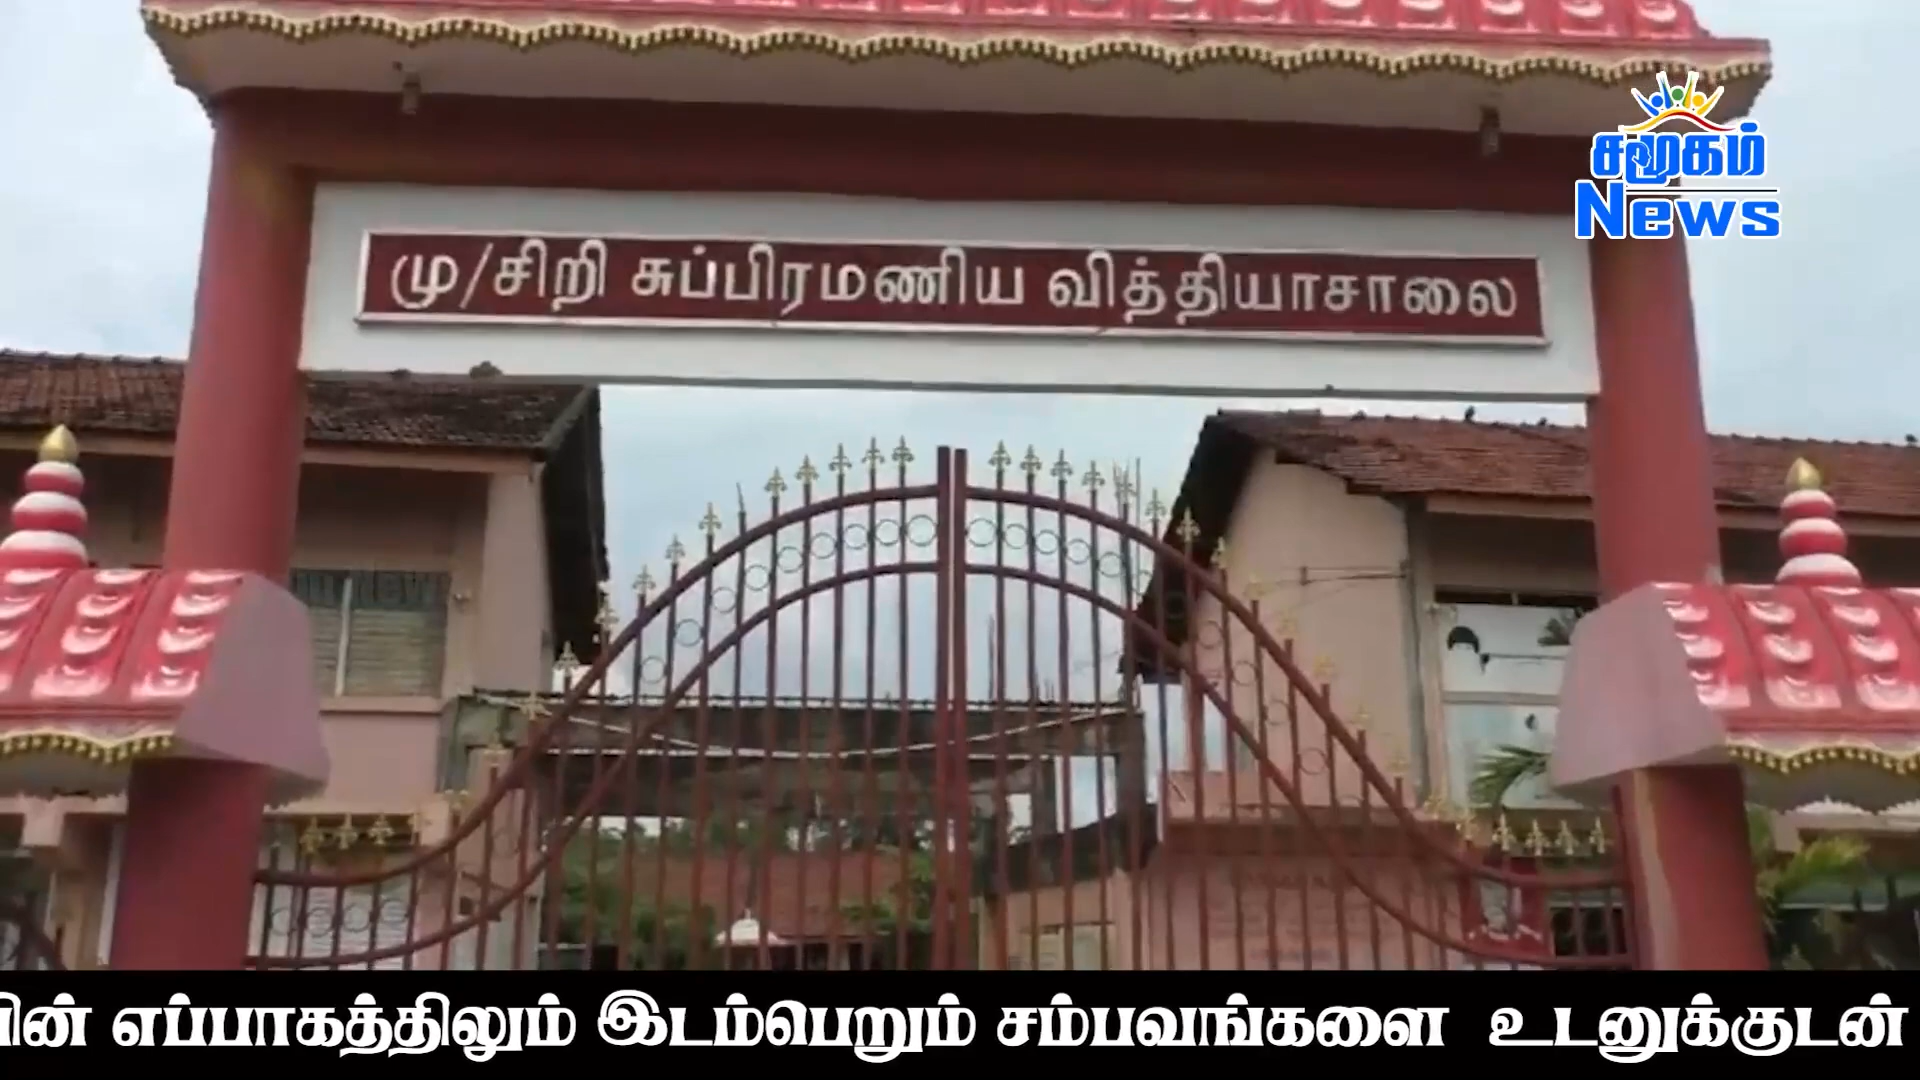 சமூகம்
News
மு/சிறி சுப்பிரமணிய வித்தியாசாலை
எப்பாகத்திலும் இடம்பெறும் சம்பவங்களை உடனுக்குடன்